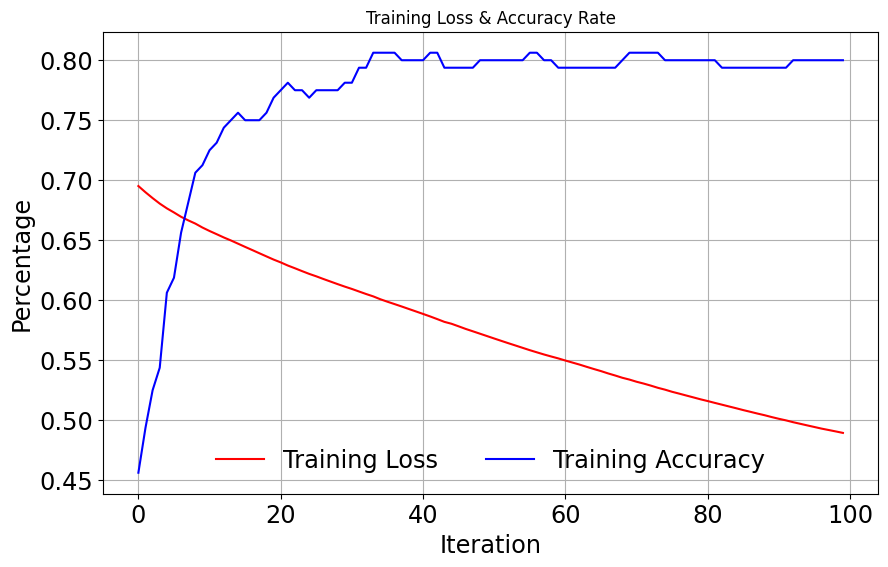 Training Loss & Accuracy Rate
0.80
0.75
0.70
0.65
0.60
0.55
0.50
0.45
Percentage
Training Loss
Training Accuracy
0 20 40 60 80 100
Iteration